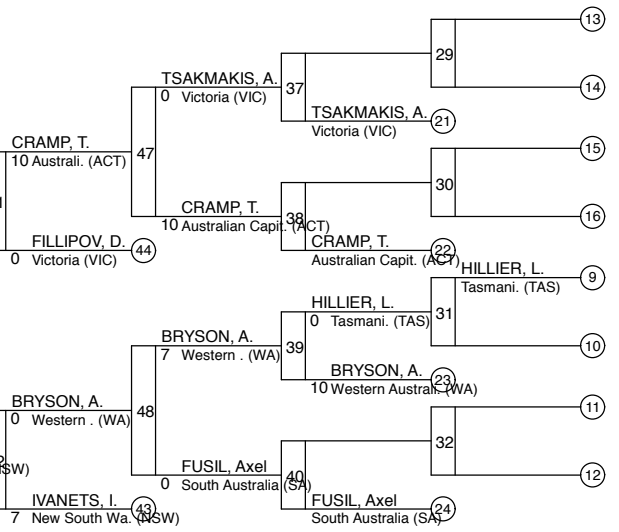 13
29
TSAKMAKIS, A.
0 Victoria (VIC)
37
14
TSAKMAKIS, A.
Victoria (VIC)
21
CRAMP, T.
10 Australi. (ACT)
47
15
30
CRAMP, T.
10 Australian Capit. (ACT)
38
16
FILLIPOV, D.
0 Victoria (VIC)
44
CRAMP, T.
Australian Capit. (ACT)
22
HILLIER, L.
Tasmani. (TAS)
9
HILLIER, L.
0 Tasmani. (TAS)
31
BRYSON, A.
7 Western . (WA)
39
10
BRYSON, A.
10 Western Australi. (WA)
23
BRYSON, A.
0 Western . (WA)
48
11
32
FUSIL, Axel
0 South Australia (SA)
40
12
SW)
IVANETS, I.
7 New South Wa. (NSW)
43
FUSIL, Axel
South Australia (SA)
24